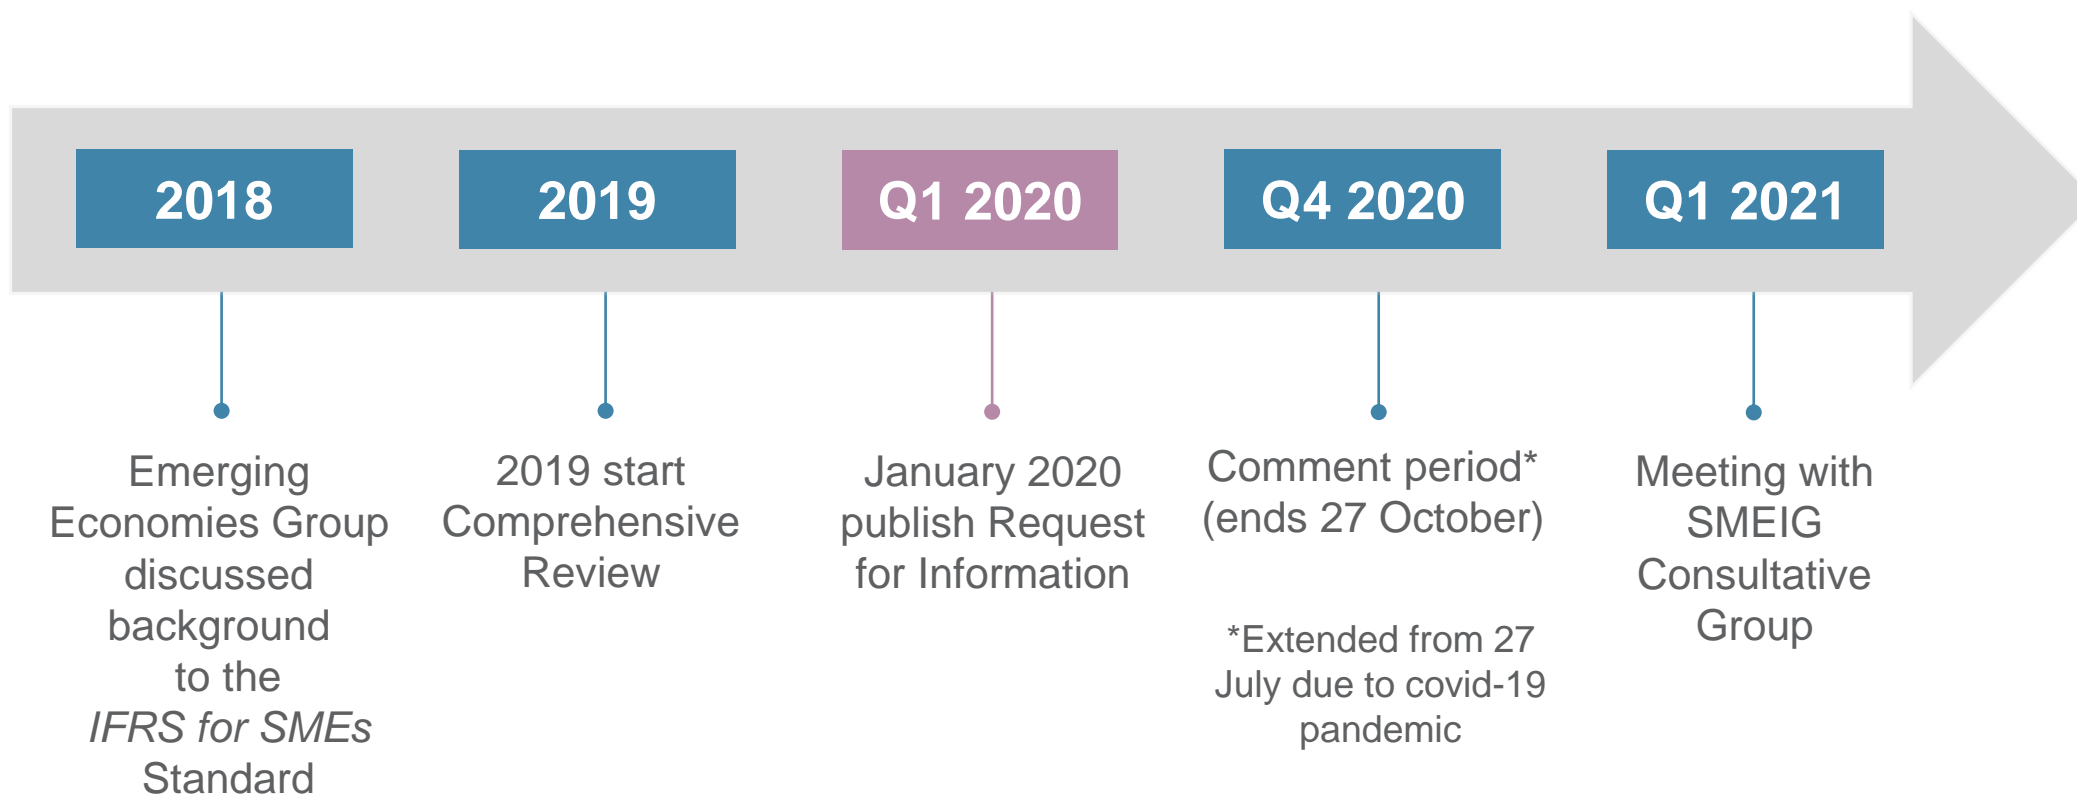 2018
2019
Q1 2020
Q4 2020
Q1 2021
Emerging
Economies Group
discussed
background
to the
IFRS for SMEs
Standard
2019 start
Comprehensive
Review
January 2020
publish Request
for Information
Comment period*
(ends 27 October)
*Extended from 27
July due to covid-19
pandemic
Meeting with
SMEIG
Consultative
Group